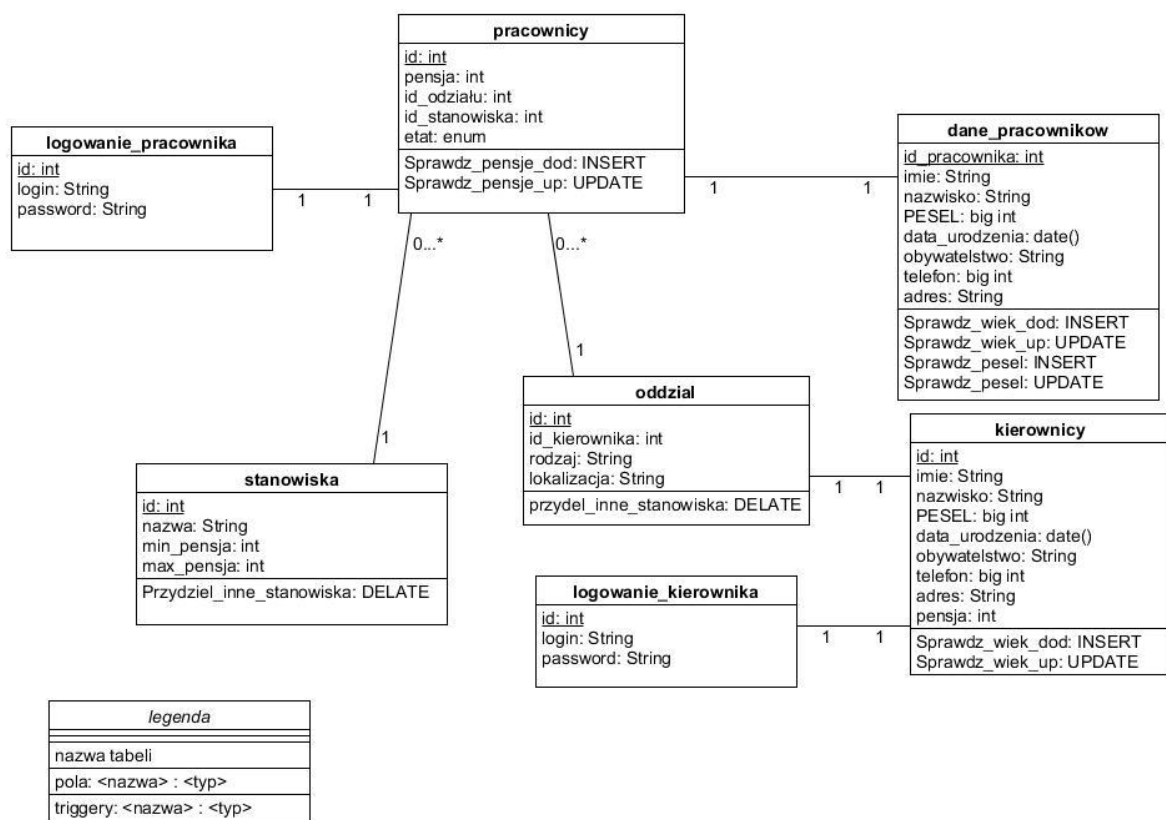 pracownicy
id: int
pensja: int
id_odziału: int
id_stanowiska: int
etat: enum
Sprawdz_pensje_dod: INSERT
Sprawdz_pensje_up: UPDATE
logowanie_pracownika
id: int
login: String
password: String
1
1
1
1
dane_pracownikow
id_pracownika: int
imie: String
nazwisko: String
PESEL: big int
data_urodzenia: date()
obywatelstwo: String
telefon: big int
adres: String
Sprawdz_wiek_dod: INSERT
Sprawdz_wiek_up: UPDATE
Sprawdz_pesel: INSERT
Sprawdz_pesel: UPDATE
0...*
0...*
1
1
oddzial
id: int
id_kierownika: int
rodzaj: String
lokalizacja: String
przydel_inne_stanowiska: DELATE
1
1
kierownicy
id: int
imie: String
nazwisko: String
PESEL: big int
data_urodzenia: date()
obywatelstwo: String
telefon: big int
adres: String
pensja: int
Sprawdz_wiek_dod: INSERT
Sprawdz_wiek_up: UPDATE
stanowiska
id: int
nazwa: String
min_pensja: int
max_pensja: int
Przydziel_inne_stanowiska: DELATE
logowanie_kierownika
id: int
login: String
password: String
1
1
legenda
nazwa tabeli
pola: <nazwa> : <typ>
triggery: <nazwa> : <typ>